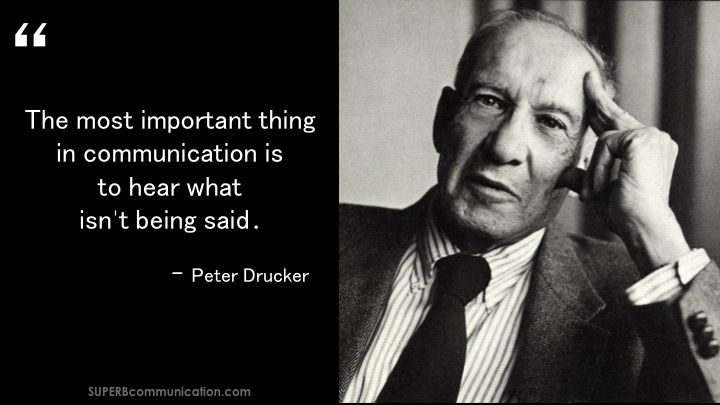 “
The most important thing
in communication is
to hear what
isn't being said.
– Peter Drucker
SUPERBcommunication.com